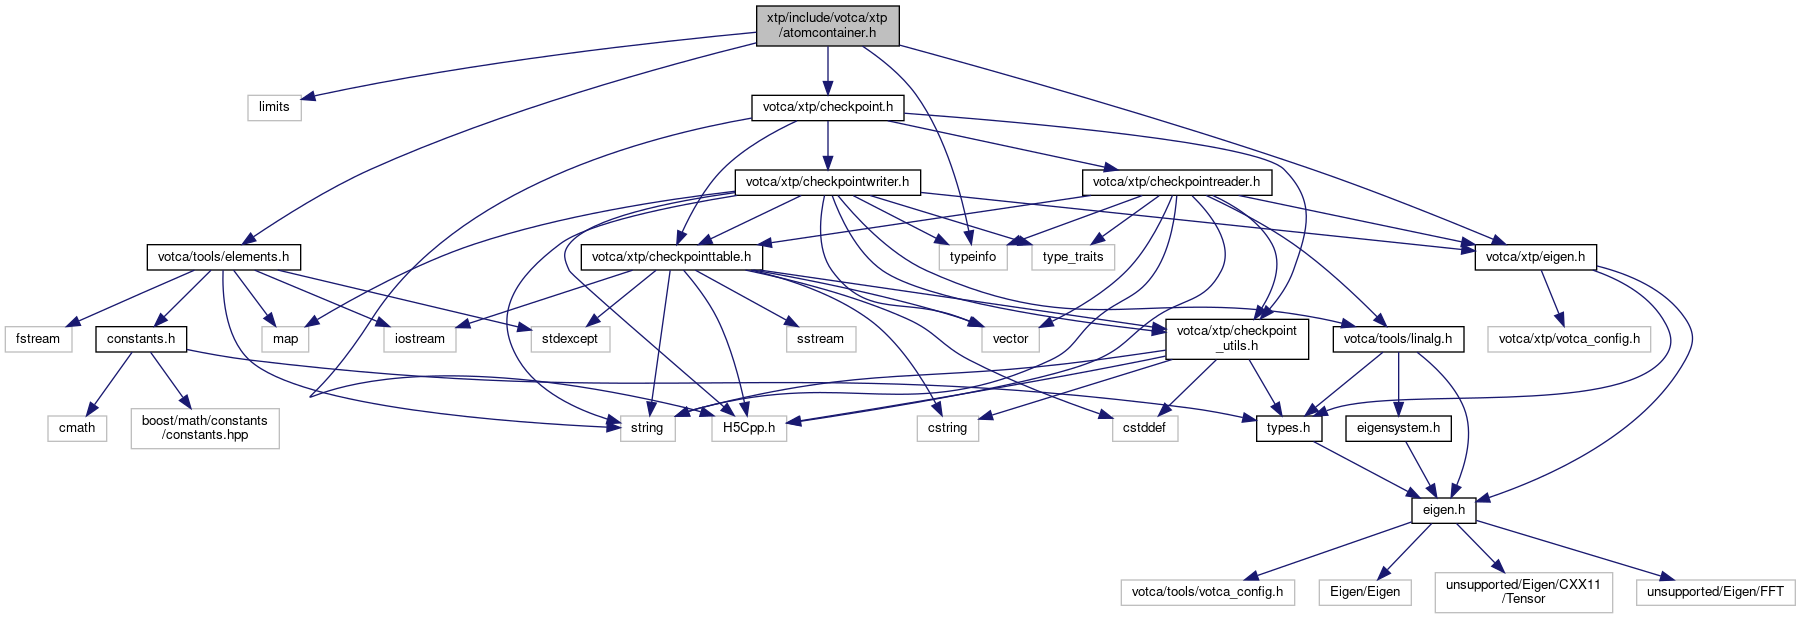 xtp/include/votca/xtp
/atomcontainer.h
limits
votca/xtp/checkpoint.h
votca/xtp/checkpointwriter.h
votca/xtp/checkpointreader.h
votca/tools/elements.h
votca/xtp/checkpointtable.h
typeinfo
type_traits
votca/xtp/eigen.h
fstream
constants.h
map
iostream
stdexcept
sstream
vector
votca/xtp/checkpoint
_utils.h
votca/tools/linalg.h
votca/xtp/votca_config.h
cmath
boost/math/constants
/constants.hpp
string
H5Cpp.h
cstring
cstddef
types.h
eigensystem.h
eigen.h
votca/tools/votca_config.h
Eigen/Eigen
unsupported/Eigen/CXX11
/Tensor
unsupported/Eigen/FFT